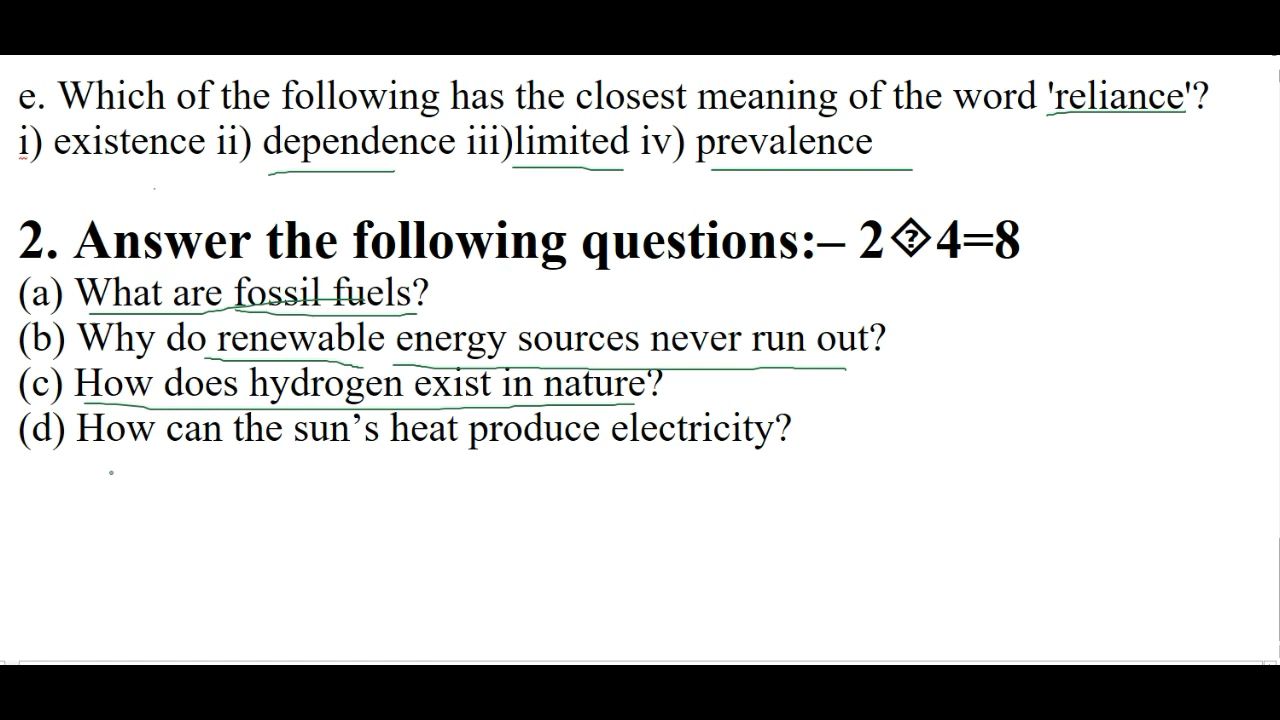 e. Which of the following has the closest meaning of the word 'reliance'?
i) existence ii) dependence iii)limited iv) prevalence
2. Answer the following questions:– 2�4=8
(a) What are fossil fuels?
(b) Why do renewable energy sources never run out?
(c) How does hydrogen exist in nature?
(d) How can the sun’s heat produce electricity?